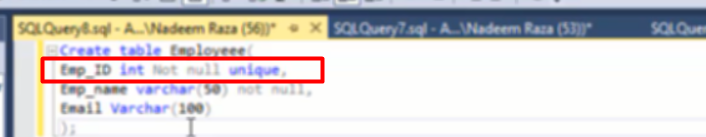 SQLQuery8.sql - A...\Nadeem Raza (56))* SQLQuery7.sql - A...\Nadeem Raza (53))* SQLQuer
Create table Employeee(
Emp_ID int Not null unique,
Emp_name varchar(50) not null,
Email Varchar(100)
);